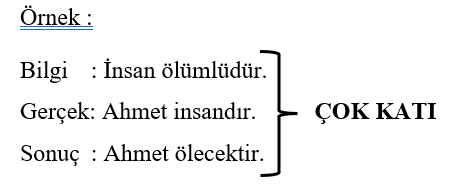 Örnek :
Bilgi : İnsan ölümlüdür.
Gerçek: Ahmet insandır.
ÇOK KATI
Sonuç : Ahmet ölecektir.